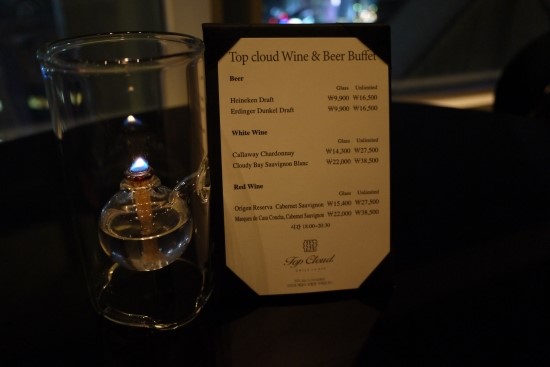 Top cloud Wine & Beer Buffet
Beer
Glass Unlimited
Heineken Draft ₩9,900 ₩16,500
Erdinger Dunkel Draft ₩9,900 ₩16,500
White Wine
Glass Unlimited
Callaway Chardonnay ₩14,300 ₩27,500
Cloudy Bay Sauvignon Blanc ₩22,000 ₩38,500
Red Wine
Glass Unlimited
Origen Reserva Cabernet Sauvignon ₩15,400 ₩27,500
Marques de Casa Concha, Cabernet Sauvignon ₩22,000 ₩38,500
Top Cloud